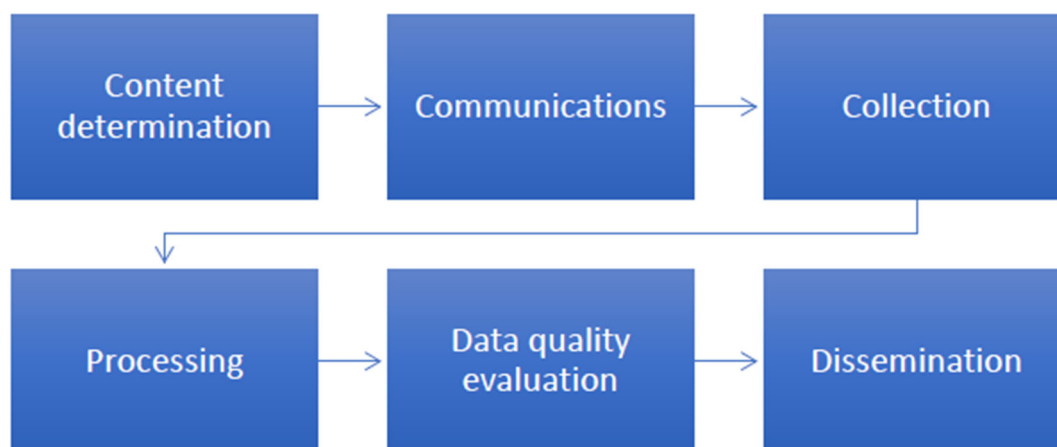 Content
determination
Communications
Collection
Processing
Data quality
evaluation
Dissemination